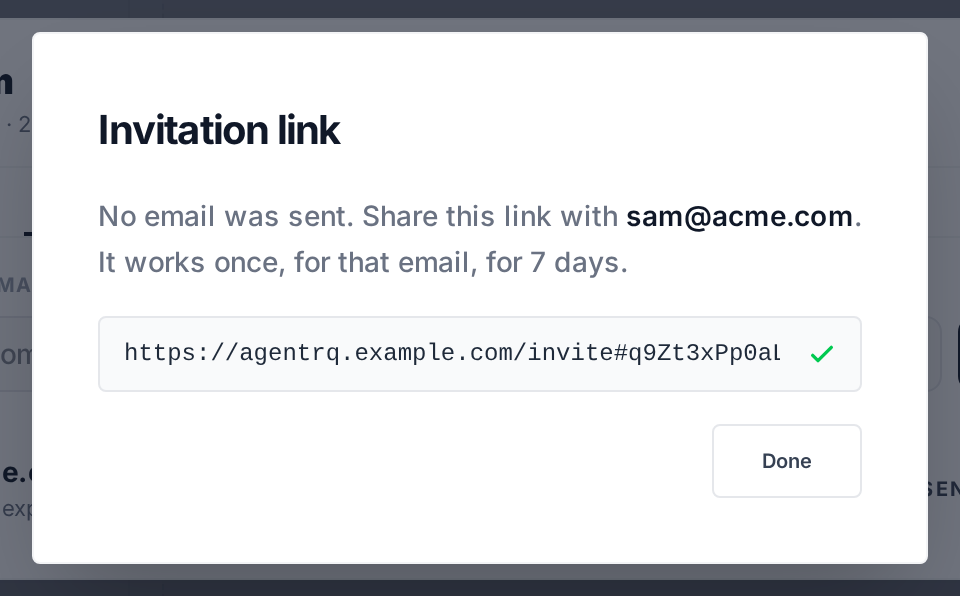 Invitation link
No email was sent. Share this link with sam@acme.com.
It works once, for that email, for 7 days.
https://agentrq.example.com/invite#q9Zt3xPp0aL
Done